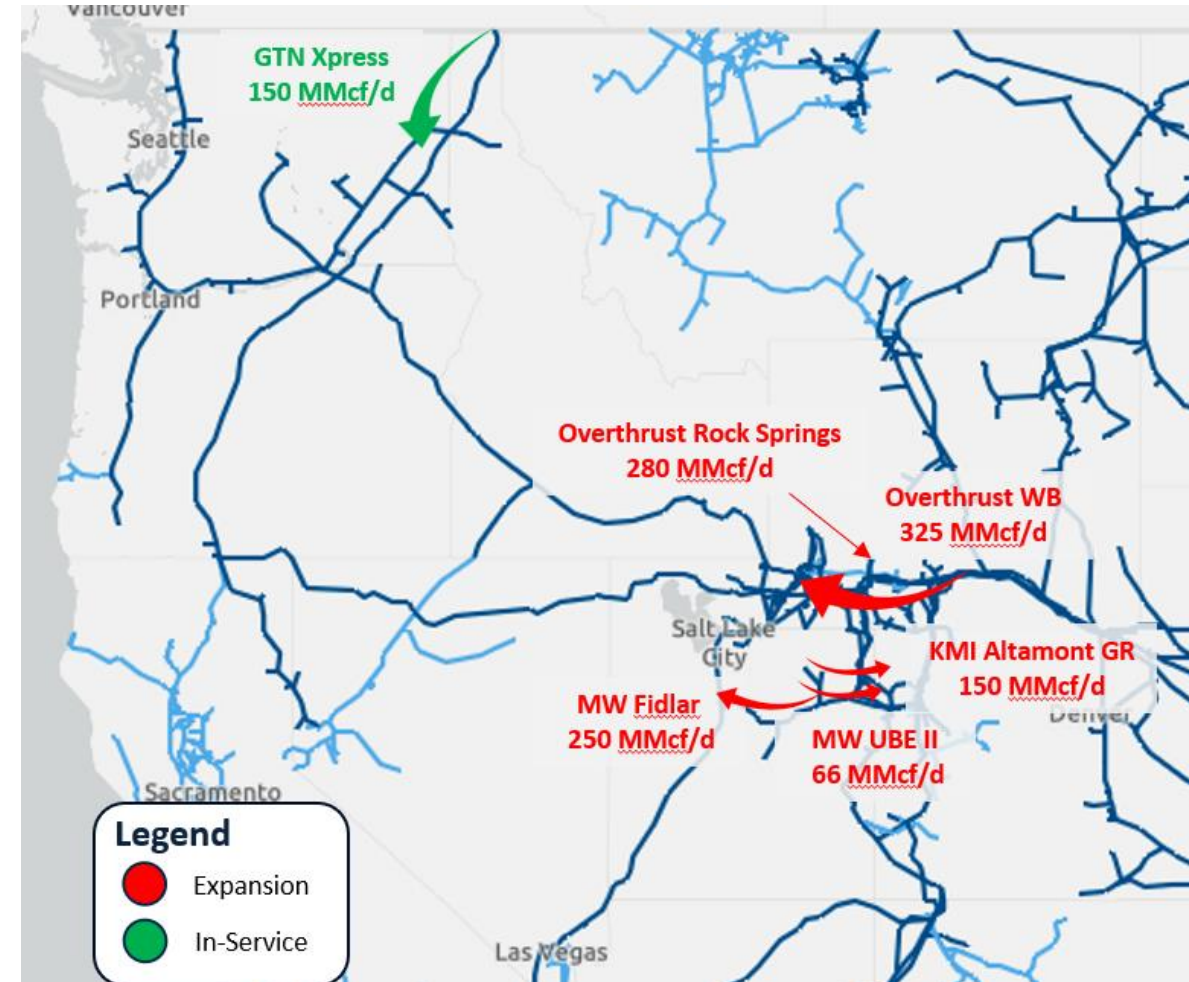 Vancouver
GTN Xpress
150 MMcf/d
Seattle
Portland
Overthrust Rock Springs
280 MMcf/d
Overthrust WB
325 MMcf/d
Salt Lake
City
KMI Altamont GR
150 MMcf/d
MW Fidlar
250 MMcf/d
Denver
MW UBE II
66 MMcf/d
Sacramento
Legend
Expansion
In-Service
Las Vegas